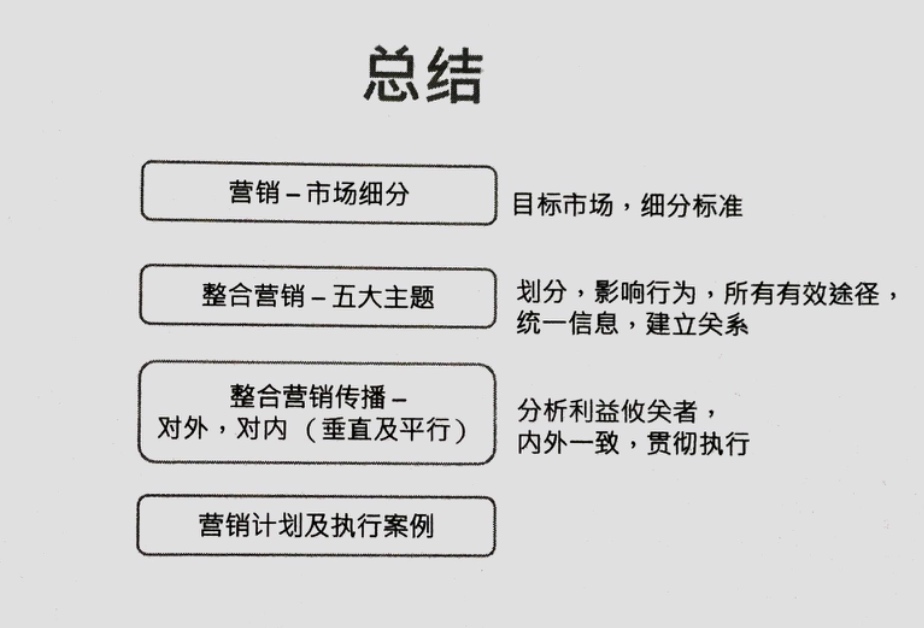 总结
营销 – 市场细分
目标市场，细分标准
整合营销 – 五大主题
划分，影响行为，所有有效途径，
统一信息，建立关系
整合营销传播 –
对外，对内 （垂直及平行）
分析利益攸关者，
内外一致，贯彻执行
营销计划及执行案例